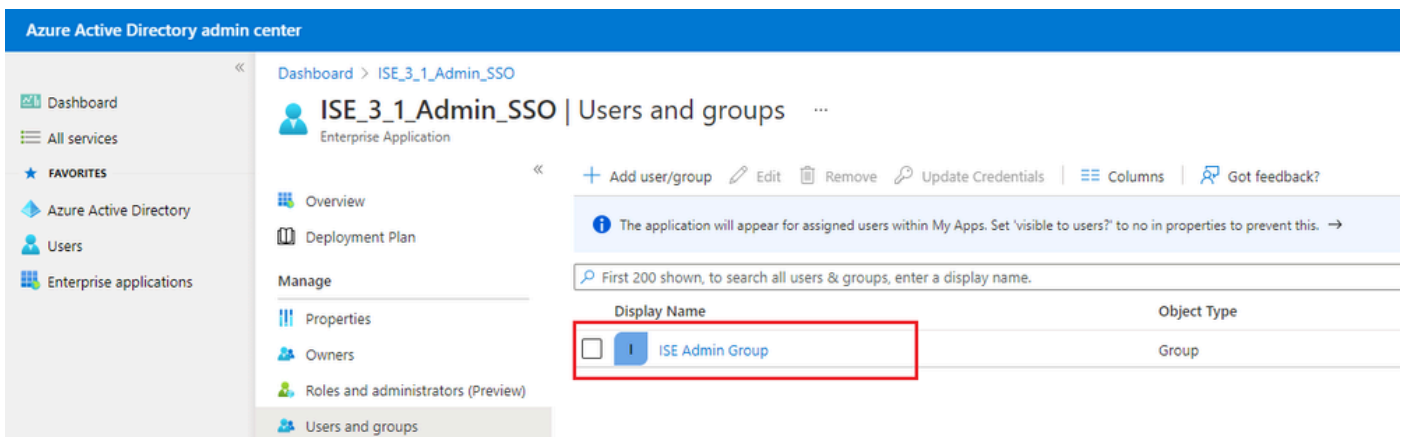 Azure Active Directory admin center
«
Dashboard
All services
FAVORITES
Azure Active Directory
Users
Enterprise applications
Dashboard > ISE_3_1_Admin_SSO
ISE_3_1_Admin_SSO | Users and groups ...
Enterprise Application
«
Overview
Deployment Plan
Manage
Properties
Owners
Roles and administrators (Preview)
Users and groups
+ Add user/group Edit Remove Update Credentials Columns Got feedback?
The application will appear for assigned users within My Apps. Set 'visible to users?' to no in properties to prevent this. →
First 200 shown, to search all users & groups, enter a display name.
Display Name Object Type
I ISE Admin Group Group